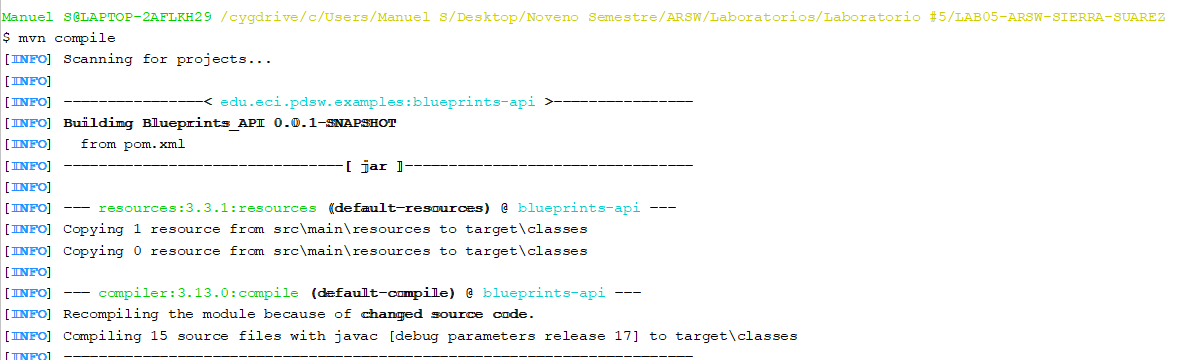 Manuel S@LAPTOP-2AFLKH29 /cygdrive/c/Users/Manuel S/Desktop/Noveno Semestre/ARSW/Laboratorios/Laboratorio #5/LAB05-ARSW-SIERRA-SUAREZ
$ mvn compile
[INFO] Scanning for projects...
[INFO]
[INFO] ----------------< edu.eci.pdsw.examples:blueprints-api >----------------
[INFO] Building Blueprints_API 0.0.1-SNAPSHOT
[INFO]   from pom.xml
[INFO] --------------------------------[ jar ]---------------------------------
[INFO]
[INFO] --- resources:3.3.1:resources (default-resources) @ blueprints-api ---
[INFO] Copying 1 resource from src\main\resources to target\classes
[INFO] Copying 0 resource from src\main\resources to target\classes
[INFO]
[INFO] --- compiler:3.13.0:compile (default-compile) @ blueprints-api ---
[INFO] Recompiling the module because of changed source code.
[INFO] Compiling 15 source files with javac [debug parameters release 17] to target\classes
[INFO] ------------------------------------------------------------------------